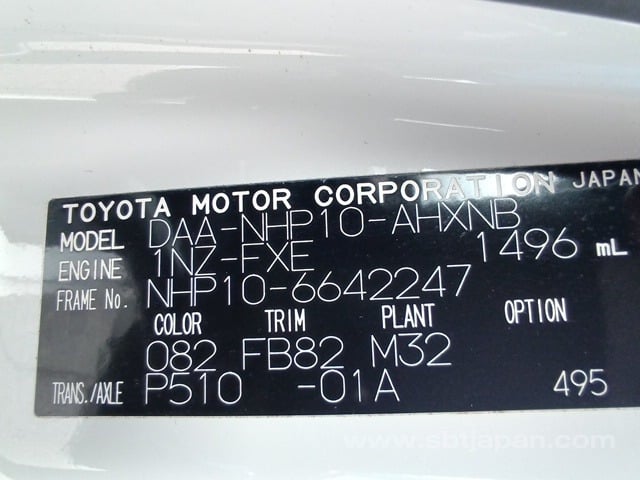 TOYOTA MOTOR CORPORATION JAPAN
MODEL DAA-NHP10-AHXNB
ENGINE 1NZ-FXE 1496 mL
FRAME No. NHP10-6642247
COLOR TRIM PLANT OPTION
082 FB82 M32
TRANS./AXLE P510 -01A 495
www.sbtjapan.com